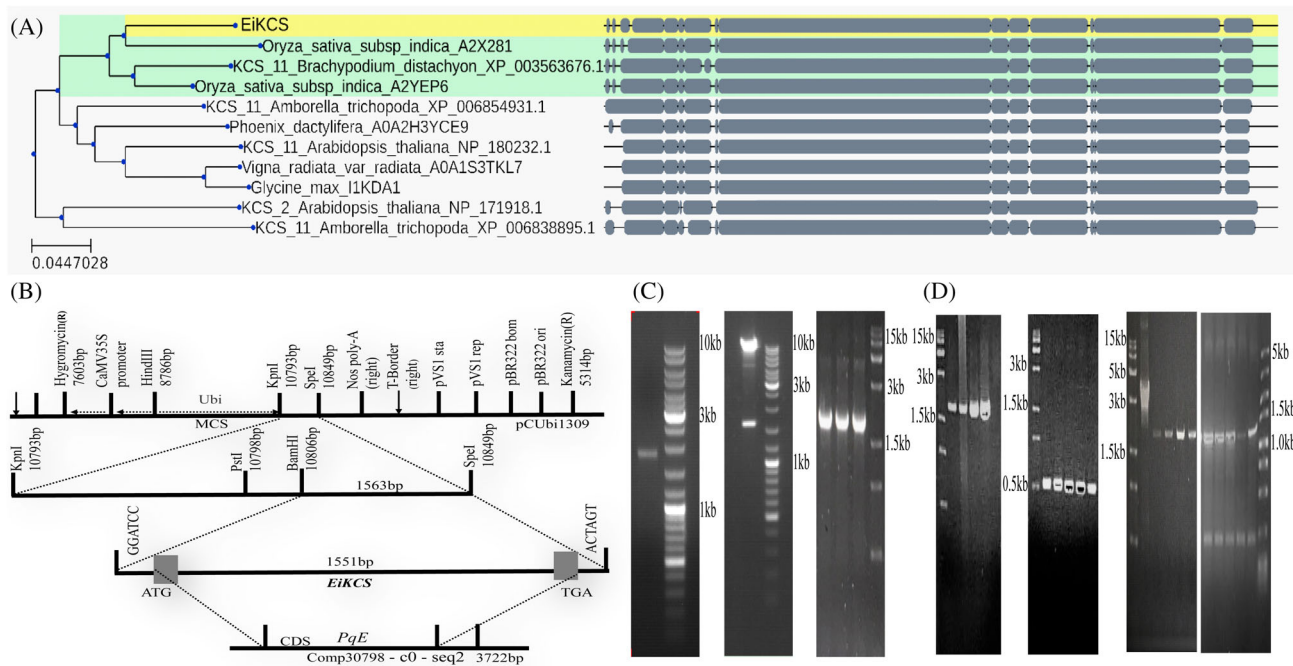 (A)
EiKCS
Oryza_sativa_subsp_indica_A2X281
KCS_11_Brachypodium_distachyon_XP_003563676.1
Oryza_sativa_subsp_indica_A2YEP6
KCS_11_Amborella_trichopoda_XP_006854931.1
Phoenix_dactylifera_A0A2H3YCE9
KCS_11_Arabidopsis_thaliana_NP_180232.1
Vigna_radiata_var_radiata_A0A1S3TKL7
Glycine_max_I1KDA1
KCS_2_Arabidopsis_thaliana_NP_171918.1
KCS_11_Amborella_trichopoda_XP_006838895.1
0.0447028
(B)
Hygromycin(R)
7603bp
CaMV35S
promoter
HindIII
8786bp
KpnI
10793bp
SpeI
10849bp
Nos poly-A
(right)
T-Border
(right)
pVS1 sta
pVS1 rep
pBR322 bom
pBR322 ori
Kanamycin(R)
5314bp
Ubi
MCS
pCUbi1309
KpnI
10793bp
PstI
10798bp
BamHI
10806bp
SpeI
10849bp
1563bp
GGATCC
ACTAGT
1551bp
EiKCS
ATG
TGA
CDS
PqE
Comp30798 - c0 - seq2
3722bp
(C)
10kb
3kb
1kb
10kb
3kb
1kb
15kb
3kb
1.5kb
(D)
15kb
3kb
1.5kb
3kb
1.5kb
0.5kb
15kb
3kb
1.5kb
5kb
1.5kb
1.0kb